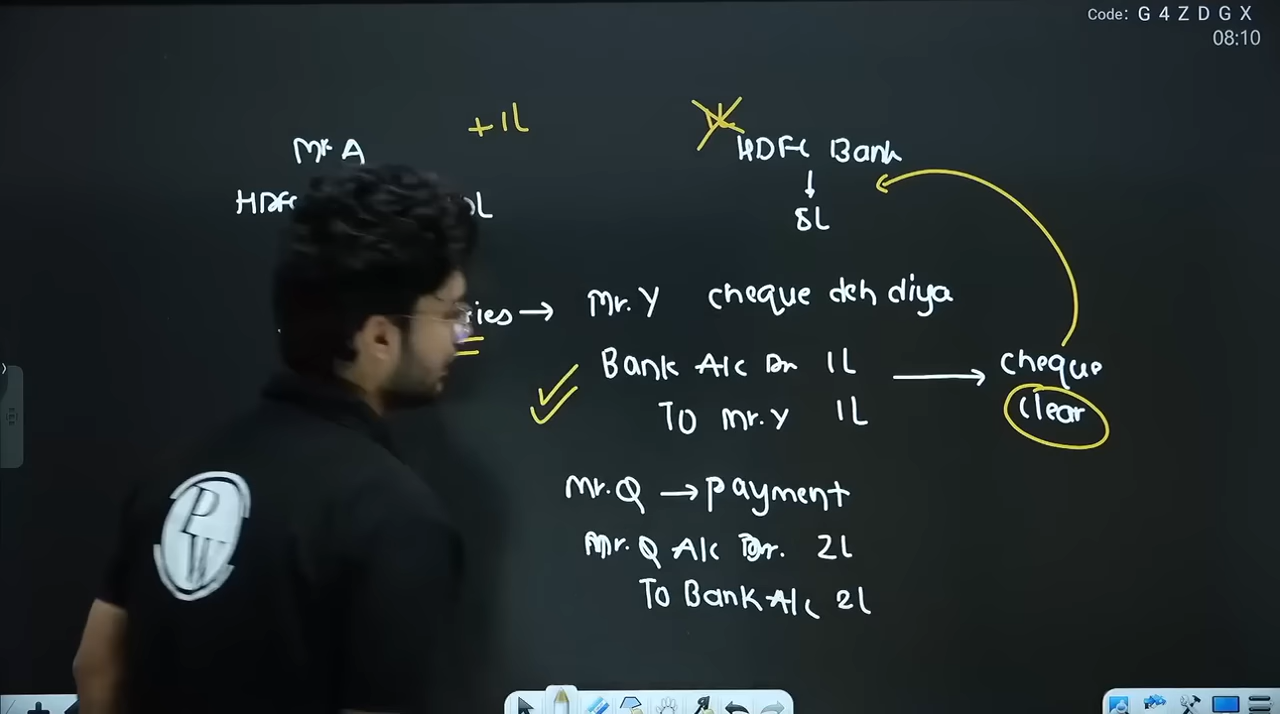 Code: G 4 Z D G X
08:10
+1L
Mr A
HDFC Bank
HDFC
8L
Mr. Y cheque deh diya
Bank A/c Dr 1L
cheque
To Mr. Y 1L
clear
Mr. Q → payment
Mr. Q A/c Dr. 2L
To Bank A/c 2L
PW